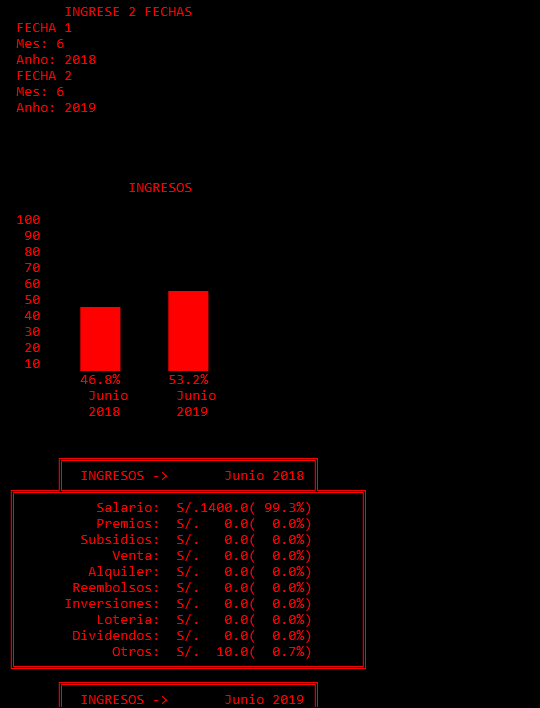 INGRESE 2 FECHAS
FECHA 1
Mes: 6
Anho: 2018
FECHA 2
Mes: 6
Anho: 2019
INGRESOS
100
90
80
70
60
50
40
30
20
10
46.8% 53.2%
Junio Junio
2018 2019
INGRESOS -> Junio 2018
Salario: S/.1400.0( 99.3%)
Premios: S/. 0.0( 0.0%)
Subsidios: S/. 0.0( 0.0%)
Venta: S/. 0.0( 0.0%)
Alquiler: S/. 0.0( 0.0%)
Reembolsos: S/. 0.0( 0.0%)
Inversiones: S/. 0.0( 0.0%)
Loteria: S/. 0.0( 0.0%)
Dividendos: S/. 0.0( 0.0%)
Otros: S/. 10.0( 0.7%)
INGRESOS -> Junio 2019